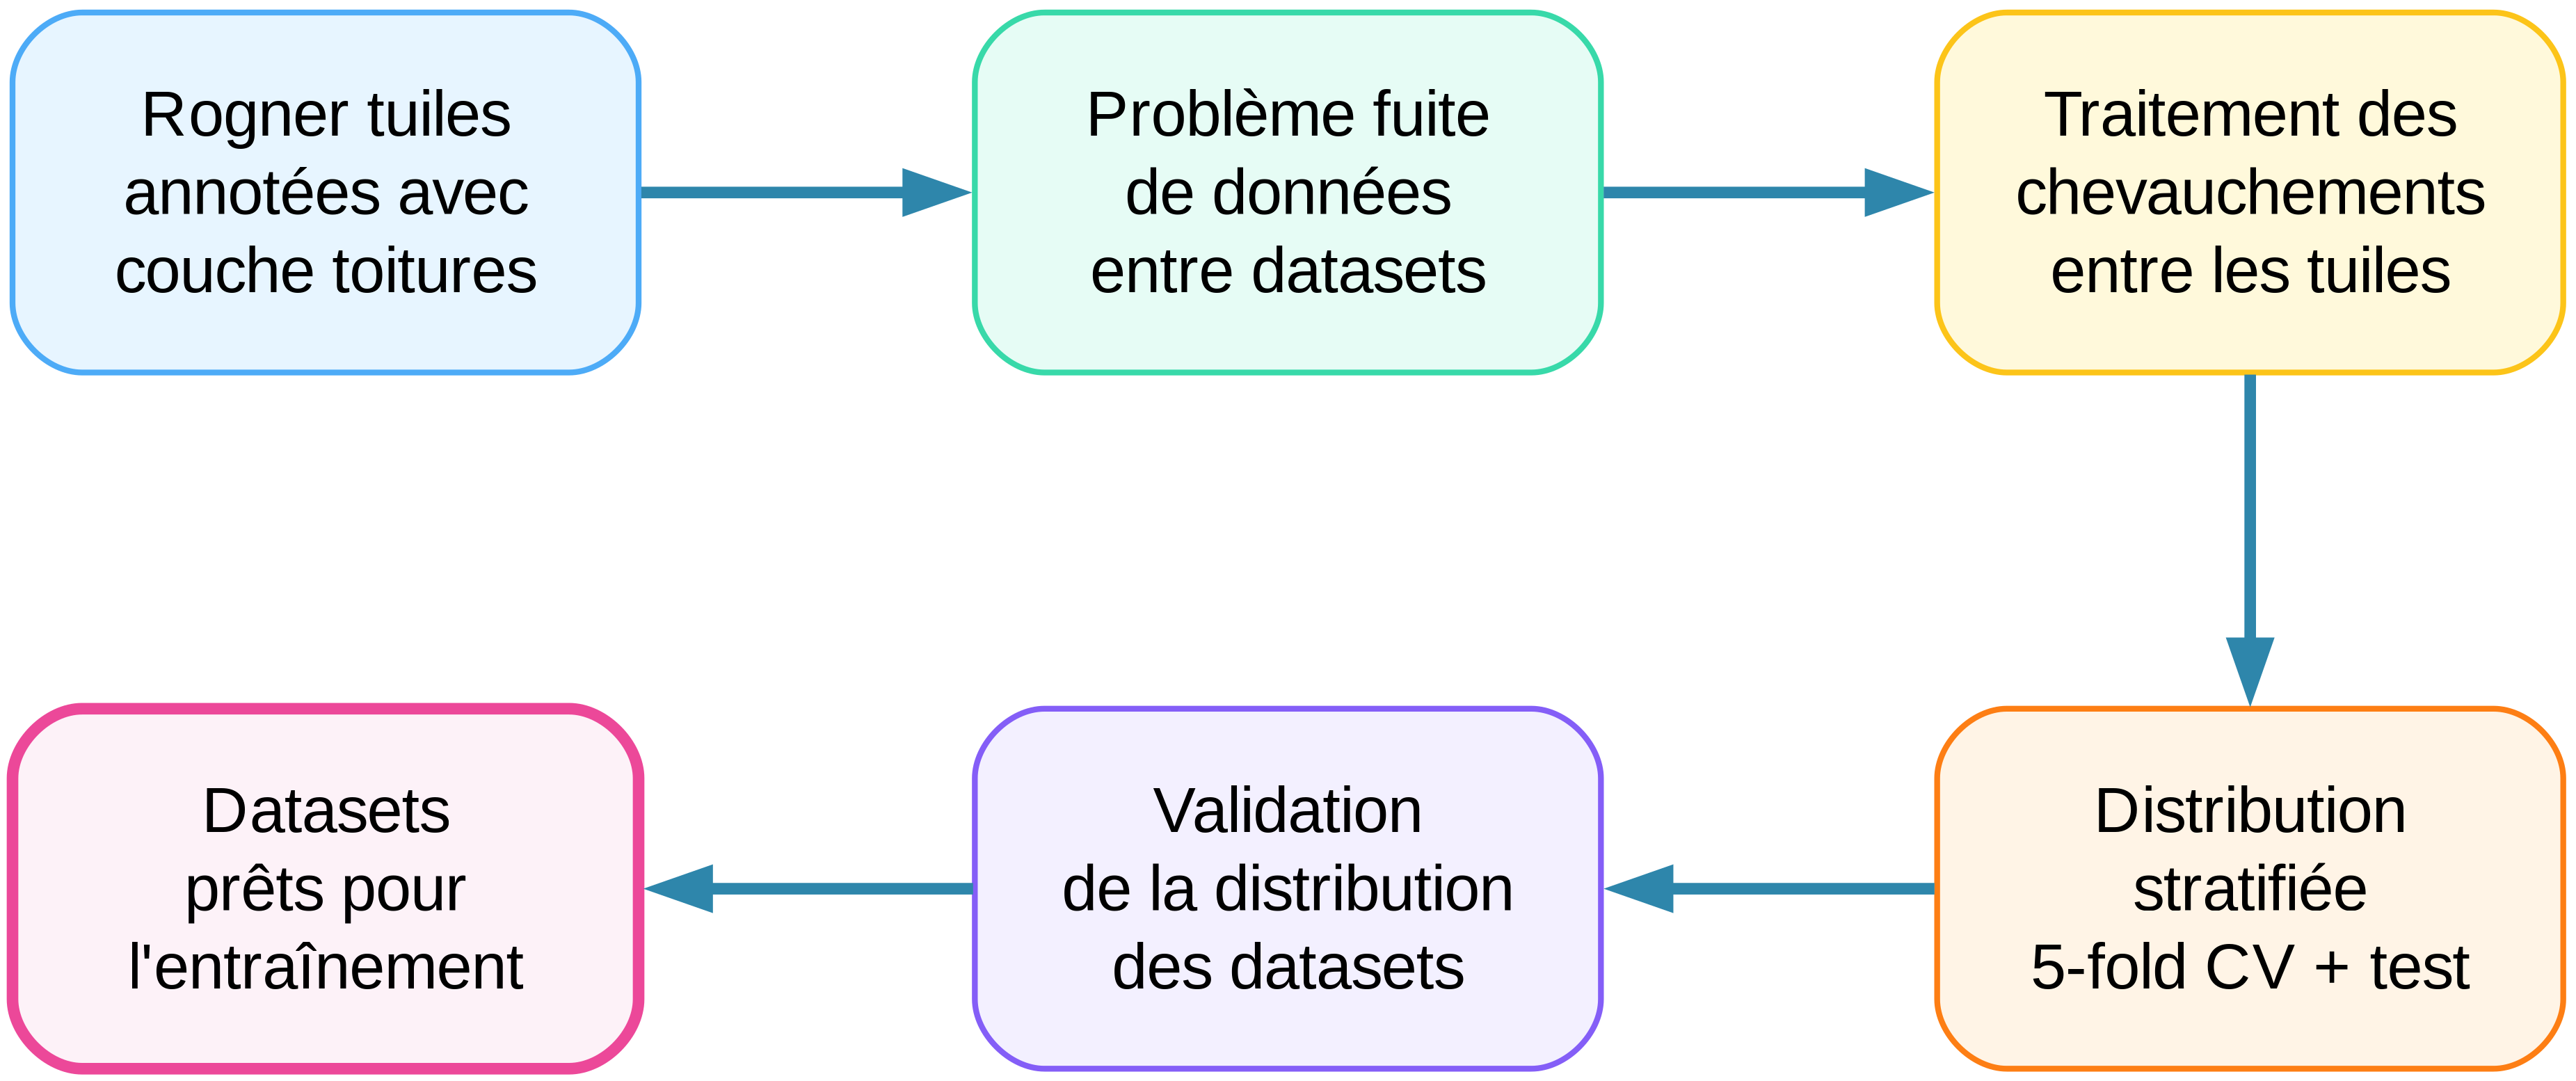 Rogner tuiles
annotées avec
couche toitures
Problème fuite
de données
entre datasets
Traitement des
chevauchements
entre les tuiles
Distribution
stratifiée
5-fold CV + test
Validation
de la distribution
des datasets
Datasets
prêts pour
l'entraînement